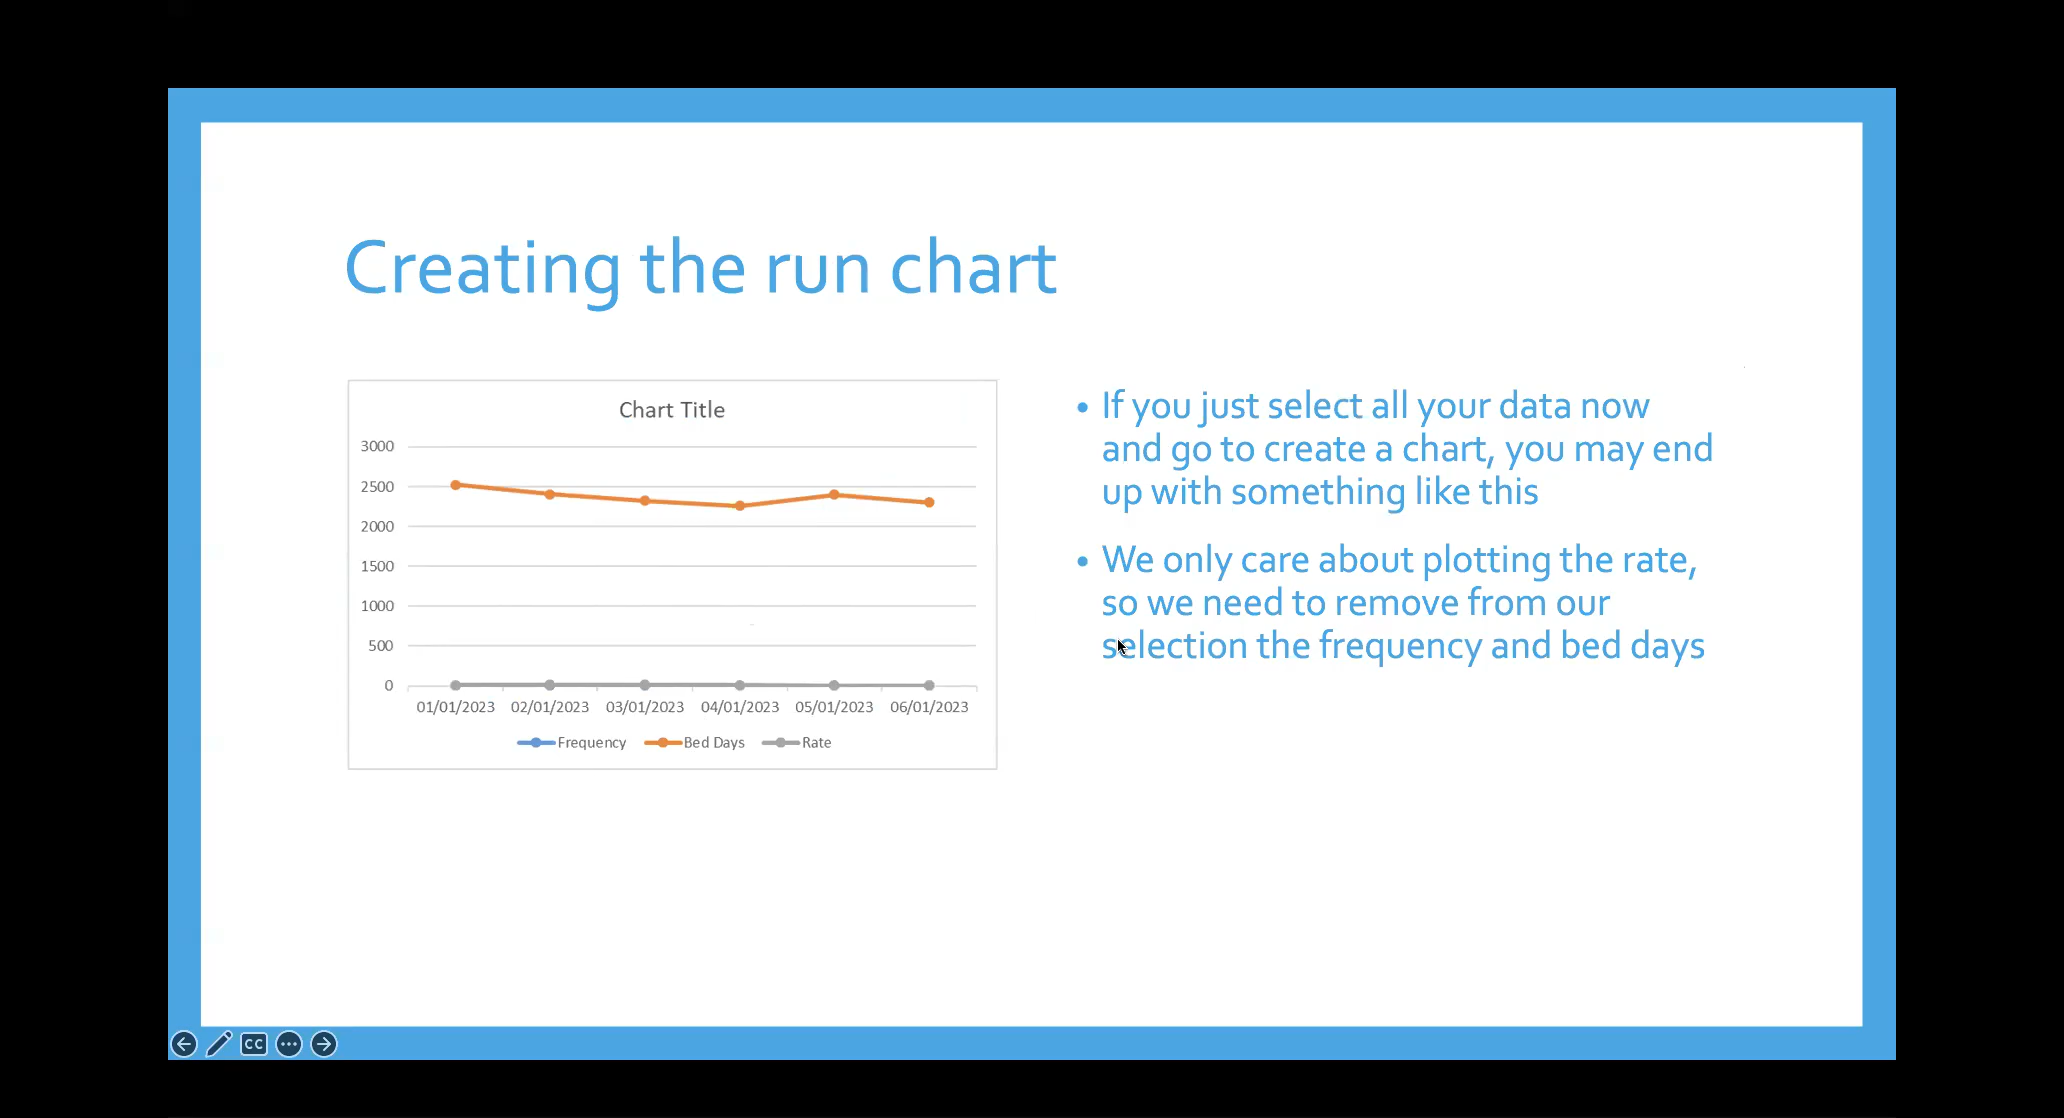 Creating the run chart
Chart Title
3000
2500
2000
1500
1000
500
0
01/01/2023 02/01/2023 03/01/2023 04/01/2023 05/01/2023 06/01/2023
Frequency Bed Days Rate
• If you just select all your data now
and go to create a chart, you may end
up with something like this
• We only care about plotting the rate,
so we need to remove from our
selection the frequency and bed days
CC